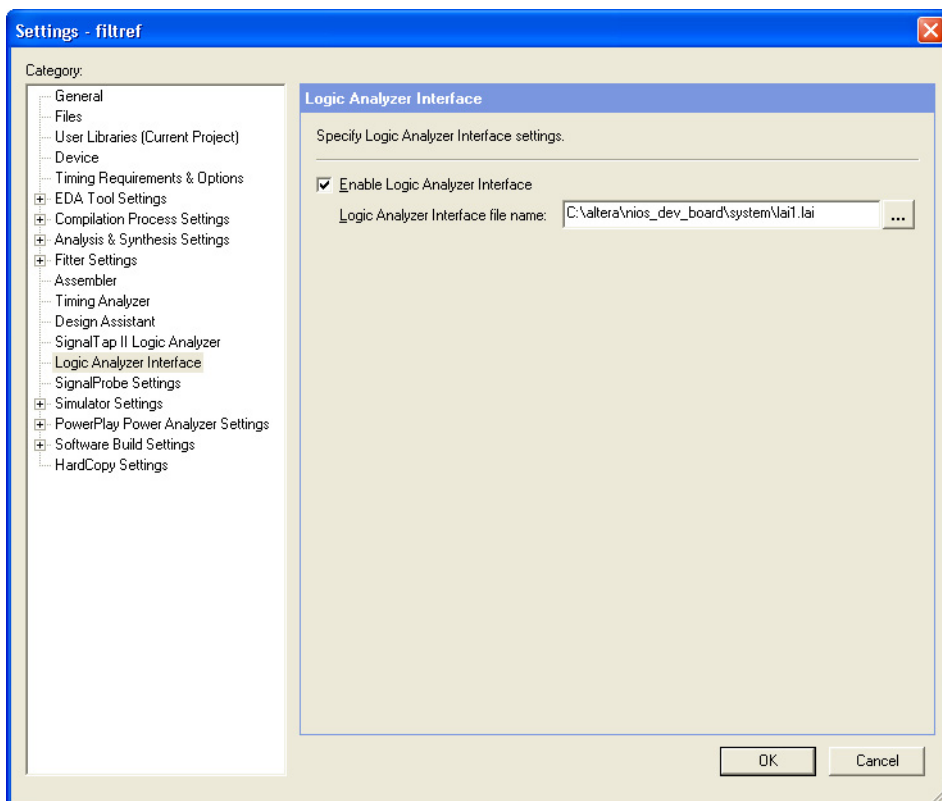 Settings - filtref
Category:
General
Files
User Libraries (Current Project)
Device
Timing Requirements & Options
EDA Tool Settings
Compilation Process Settings
Analysis & Synthesis Settings
Fitter Settings
Assembler
Timing Analyzer
Design Assistant
SignalTap II Logic Analyzer
Logic Analyzer Interface
SignalProbe Settings
Simulator Settings
PowerPlay Power Analyzer Settings
Software Build Settings
HardCopy Settings
Logic Analyzer Interface
Specify Logic Analyzer Interface settings.
Enable Logic Analyzer Interface
Logic Analyzer Interface file name: C:\altera\nios_dev_board\system\lai1.lai ...
OK Cancel